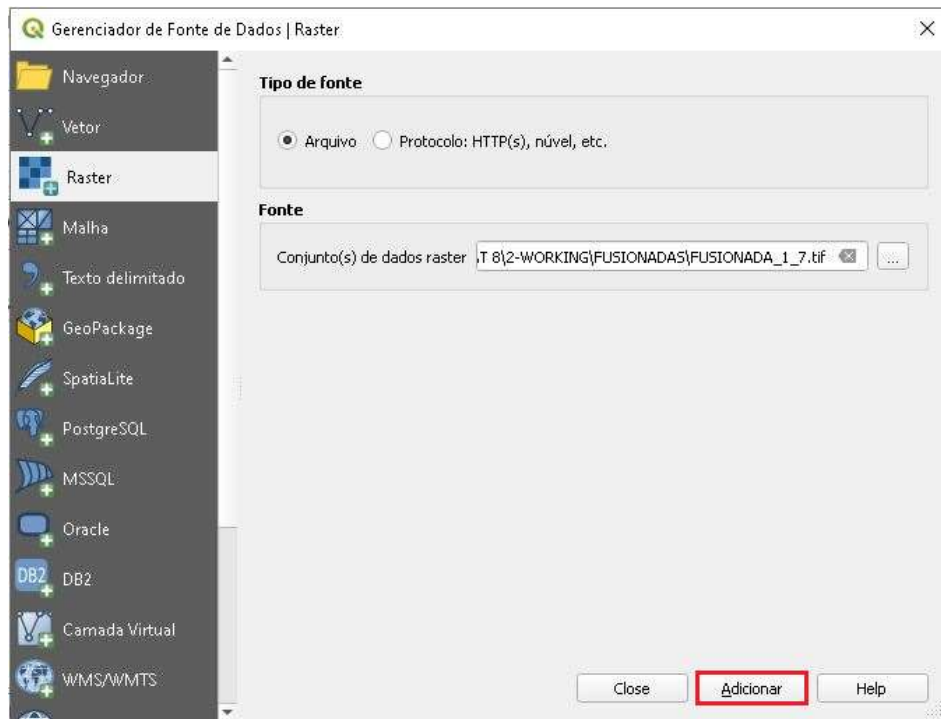 Gerenciador de Fonte de Dados | Raster
Navegador
Vetor
Raster
Malha
Texto delimitado
GeoPackage
SpatiaLite
PostgreSQL
MSSQL
Oracle
DB2
DB2
Camada Virtual
WMS/WMTS
Tipo de fonte
Arquivo
Protocolo: HTTP(s), núvel, etc.
Fonte
Conjunto(s) de dados raster
T 8\2-WORKING\FUSIONADAS\FUSIONADA_1_7.tif
...
Close
Adicionar
Help